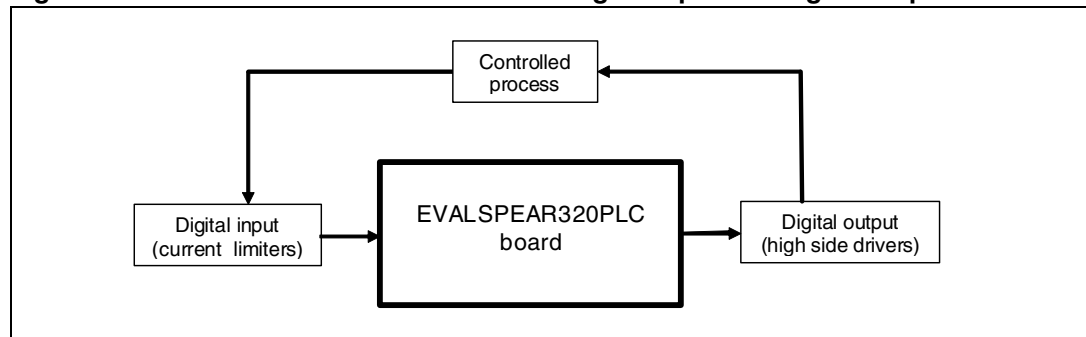 Controlled
process
Digital input
(current limiters)
EVALSPEAR320PLC
board
Digital output
(high side drivers)